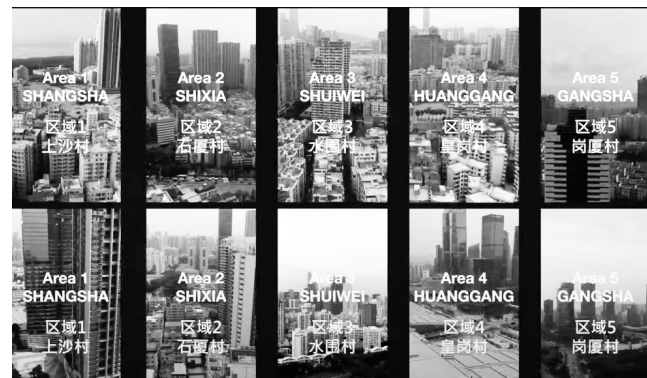 Area 1
SHANGSHA
区域1
上沙村
Area 2
SHIXIA
区域2
石厦村
Area 3
SHUIWEI
区域3
水围村
Area 4
HUANGGANG
区域4
皇岗村
Area 5
GANGSHA
区域5
岗厦村
Area 1
SHANGSHA
区域1
上沙村
Area 2
SHIXIA
区域2
石厦村
Area 3
SHUIWEI
区域3
水围村
Area 4
HUANGGANG
区域4
皇岗村
Area 5
GANGSHA
区域5
岗厦村